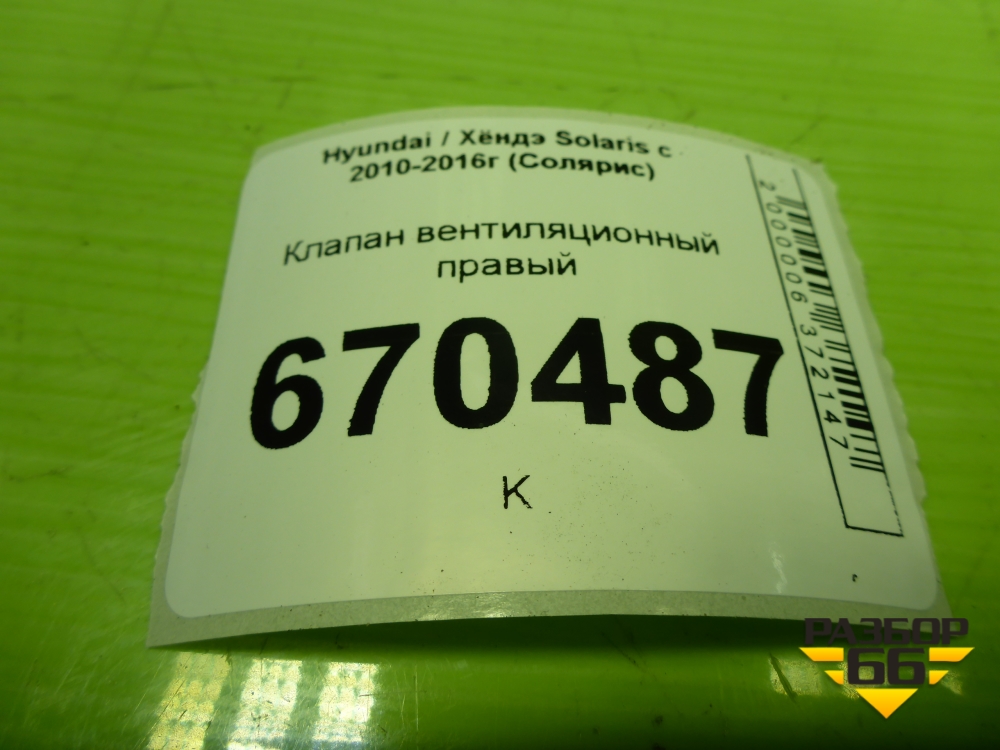 Hyundai / Хёндэ Solaris с
2010-2016г (Солярис)
Клапан вентиляционный
правый
670487
К
2000006372147
РАЗБОР
66